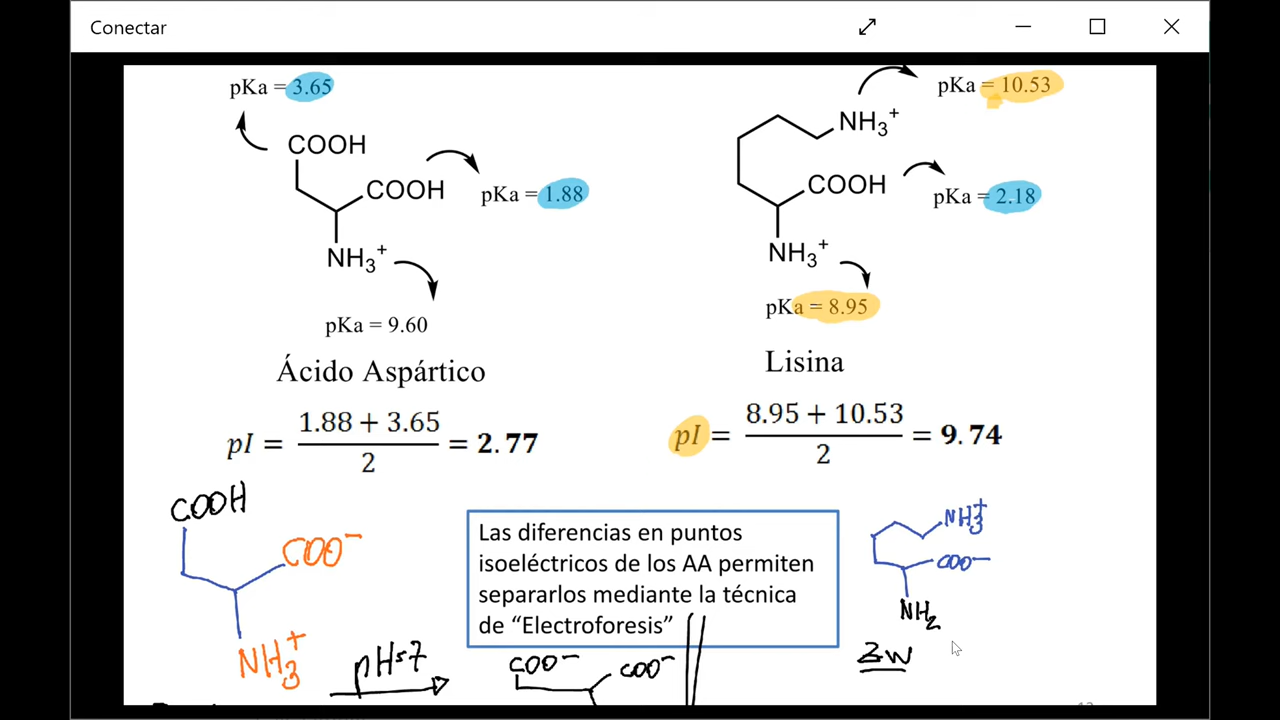 Conectar
pKa = 3.65
COOH
COOH
pKa = 1.88
NH3+
pKa = 9.60
Ácido Aspártico
pI = 1.88 + 3.65 / 2 = 2.77
pKa = 10.53
NH3+
COOH
pKa = 2.18
NH3+
pKa = 8.95
Lisina
pI = 8.95 + 10.53 / 2 = 9.74
COOH
COO−
NH3+
pH=7
Las diferencias en puntos
isoeléctricos de los AA permiten
separarlos mediante la técnica
de “Electroforesis”
COO−
COO−
NH3+
COO−
NH2
ZW